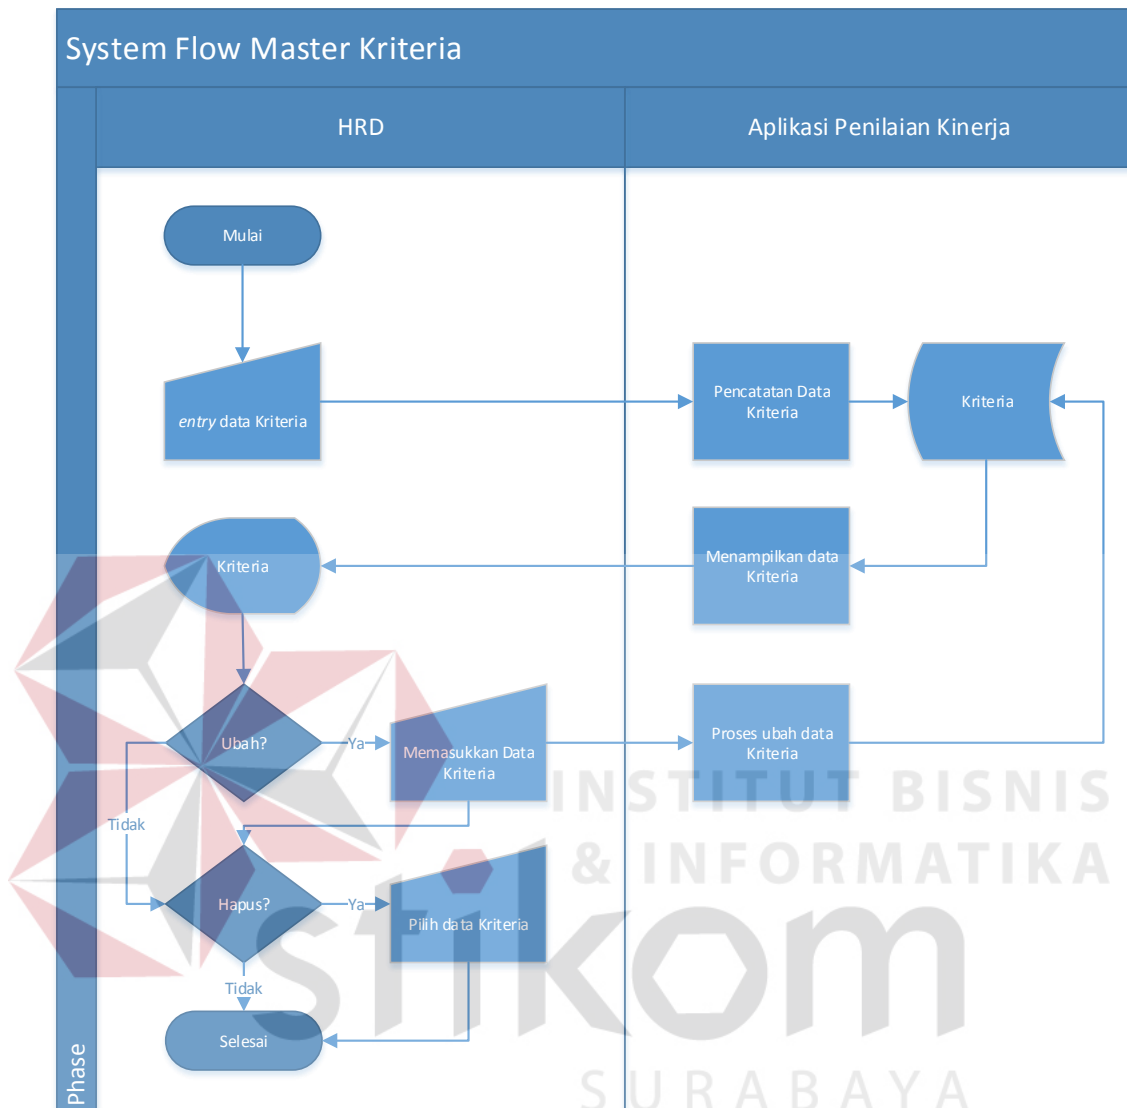 System Flow Master Kriteria
HRD
Aplikasi Penilaian Kinerja
Phase
Mulai
entry data Kriteria
Pencatatan Data
Kriteria
Kriteria
Kriteria
Menampilkan data
Kriteria
Ubah?
Ya
Memasukkan Data
Kriteria
Proses ubah data
Kriteria
Tidak
Hapus?
Ya
Pilih data Kriteria
Tidak
Selesai
INSTITUT BISNIS
& INFORMATIKA
stikom
SURABAYA